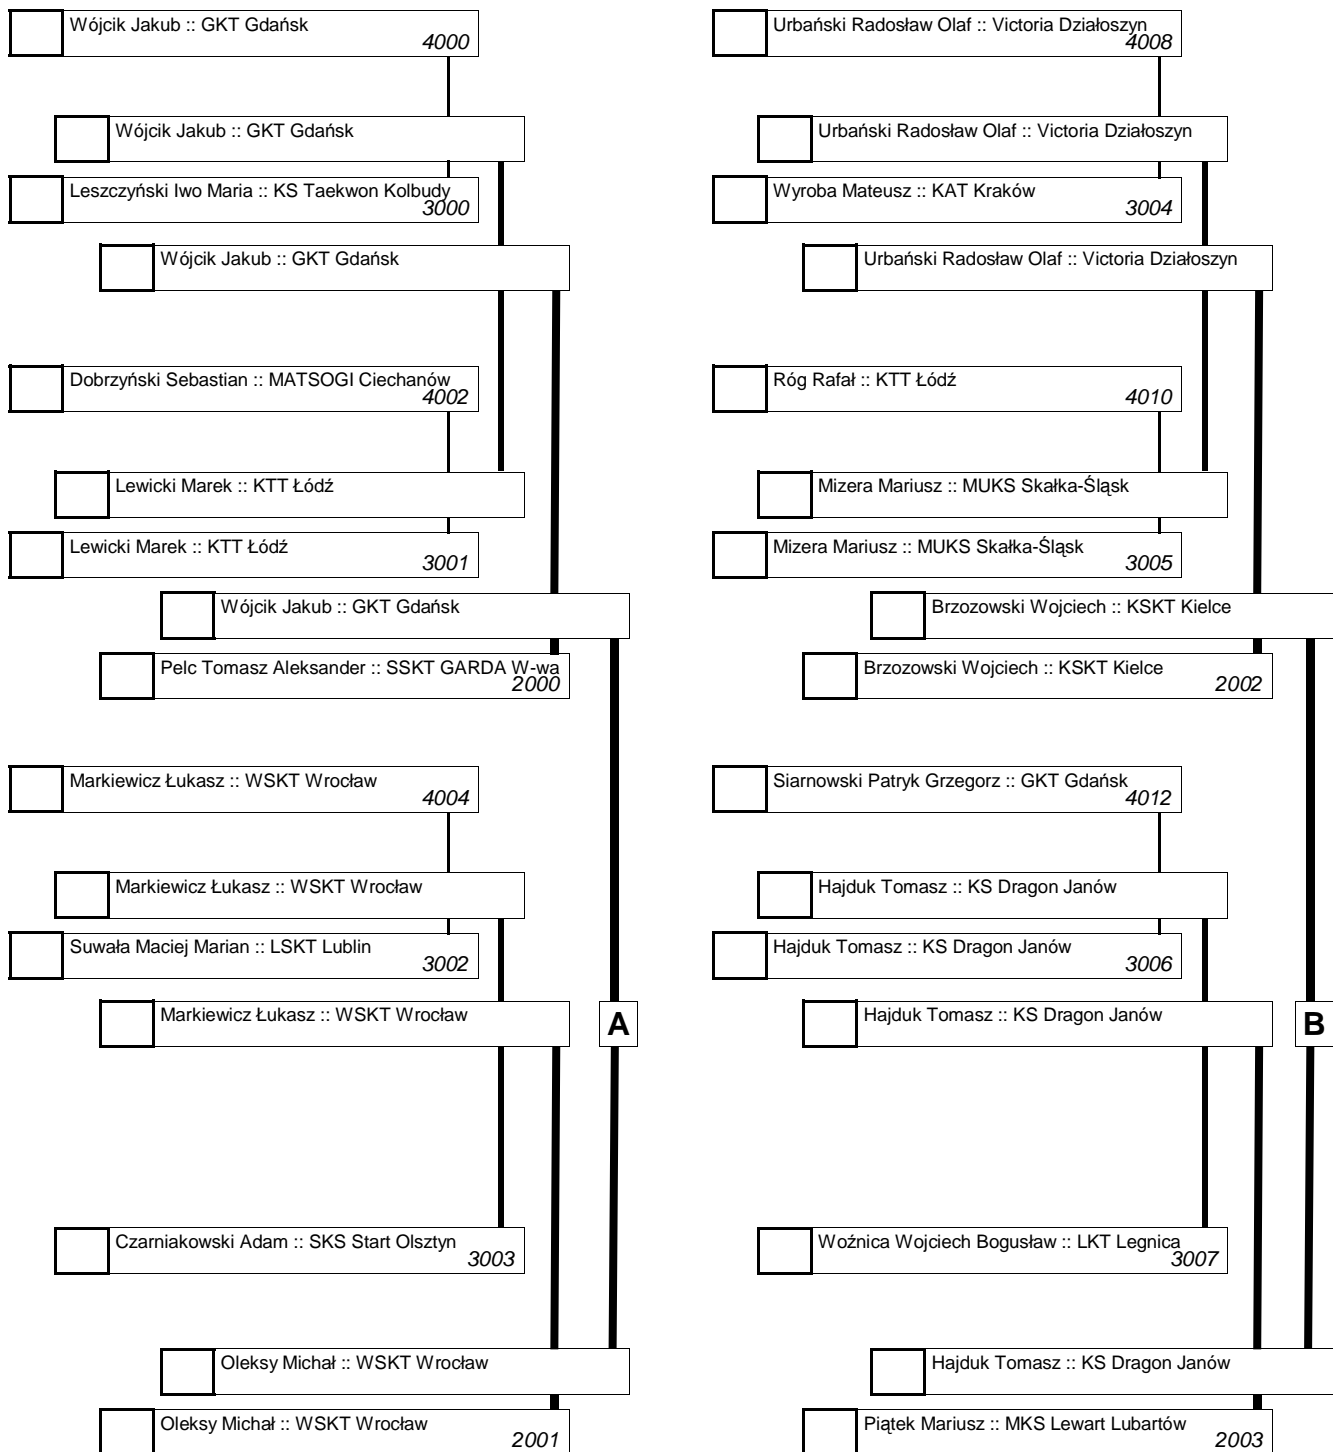 Wójcik Jakub :: GKT Gdańsk
4000
Wójcik Jakub :: GKT Gdańsk
Leszczyński Iwo Maria :: KS Taekwon Kolbudy
3000
Wójcik Jakub :: GKT Gdańsk
Dobrzyński Sebastian :: MATSOGI Ciechanów
4002
Lewicki Marek :: KTT Łódź
Lewicki Marek :: KTT Łódź
3001
Wójcik Jakub :: GKT Gdańsk
Pelc Tomasz Aleksander :: SSKT GARDA W-wa
2000
Markiewicz Łukasz :: WSKT Wrocław
4004
Markiewicz Łukasz :: WSKT Wrocław
Suwała Maciej Marian :: LSKT Lublin
3002
Markiewicz Łukasz :: WSKT Wrocław
A
Czarniakowski Adam :: SKS Start Olsztyn
3003
Oleksy Michał :: WSKT Wrocław
Oleksy Michał :: WSKT Wrocław
2001
Urbański Radosław Olaf :: Victoria Działoszyn
4008
Urbański Radosław Olaf :: Victoria Działoszyn
Wyroba Mateusz :: KAT Kraków
3004
Urbański Radosław Olaf :: Victoria Działoszyn
Róg Rafał :: KTT Łódź
4010
Mizera Mariusz :: MUKS Skałka-Śląsk
Mizera Mariusz :: MUKS Skałka-Śląsk
3005
Brzozowski Wojciech :: KSKT Kielce
Brzozowski Wojciech :: KSKT Kielce
2002
Siarnowski Patryk Grzegorz :: GKT Gdańsk
4012
Hajduk Tomasz :: KS Dragon Janów
Hajduk Tomasz :: KS Dragon Janów
3006
Hajduk Tomasz :: KS Dragon Janów
B
Woźnica Wojciech Bogusław :: LKT Legnica
3007
Hajduk Tomasz :: KS Dragon Janów
Piątek Mariusz :: MKS Lewart Lubartów
2003